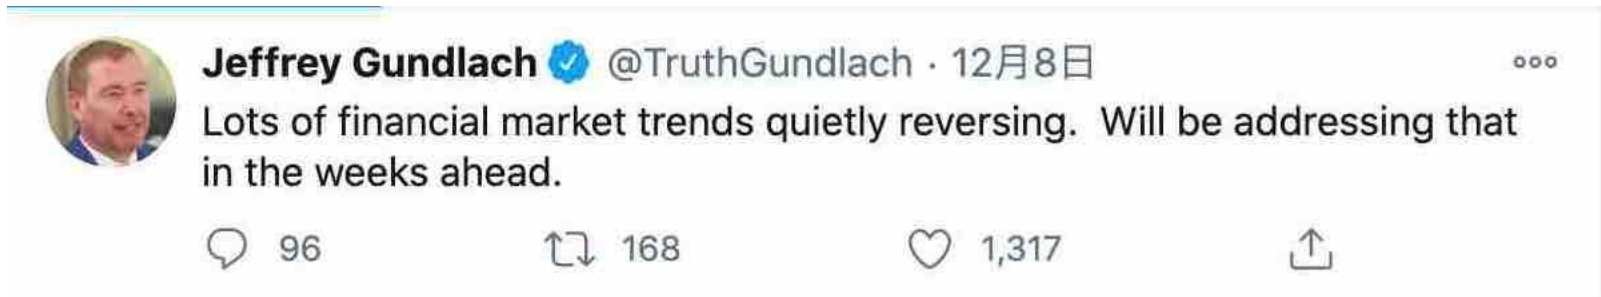 Jeffrey Gundlach @TruthGundlach · 12月8日
Lots of financial market trends quietly reversing.  Will be addressing that
in the weeks ahead.
96 168 1,317